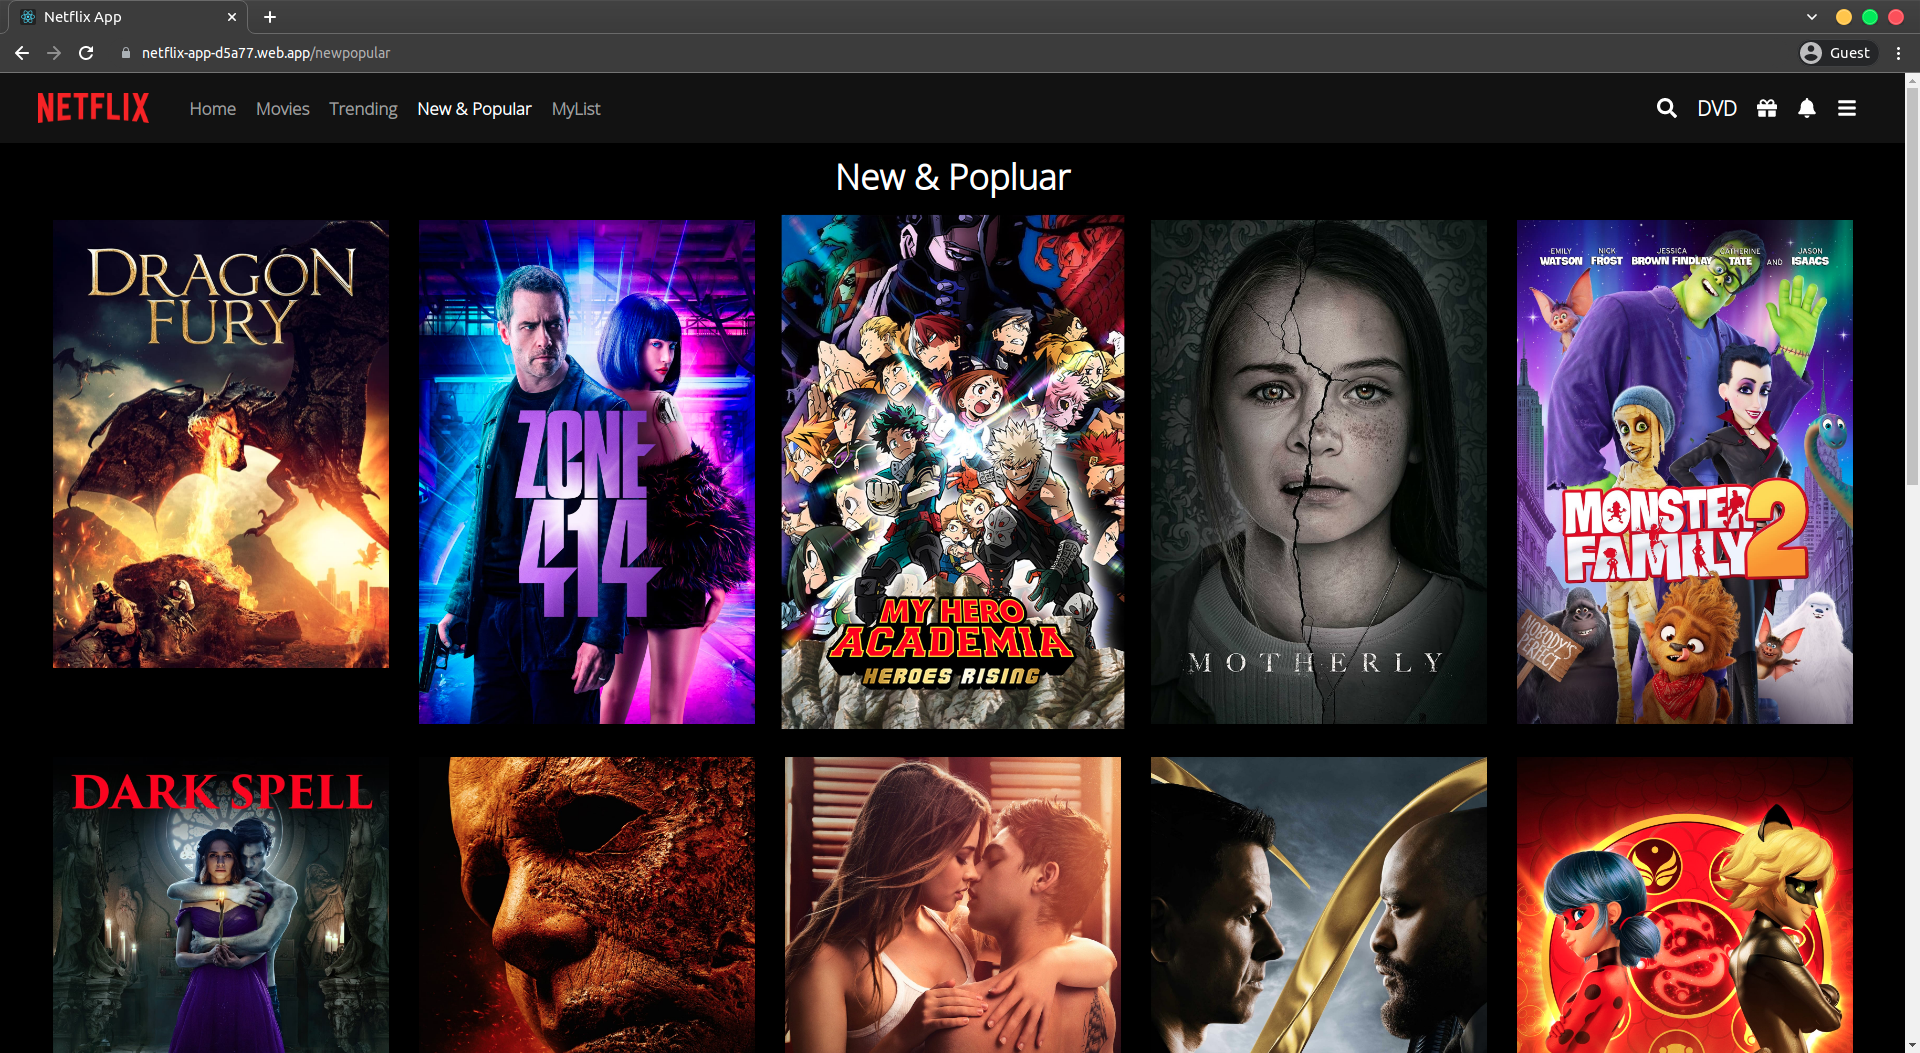 Netflix App
netflix-app-d5a77.web.app/newpopular
Guest
NETFLIX Home Movies Trending New & Popular MyList DVD
New & Popluar
DRAGON
FURY
ZONE
414
MY HERO
ACADEMIA
HEROES RISING
MOTHERLY
EMILY WATSON NICK FROST JESSICA BROWN FINDLAY CATHERINE TATE AND JASON ISAACS
MONSTER
FAMILY 2
NOBODY'S
PERFECT
DARK SPELL